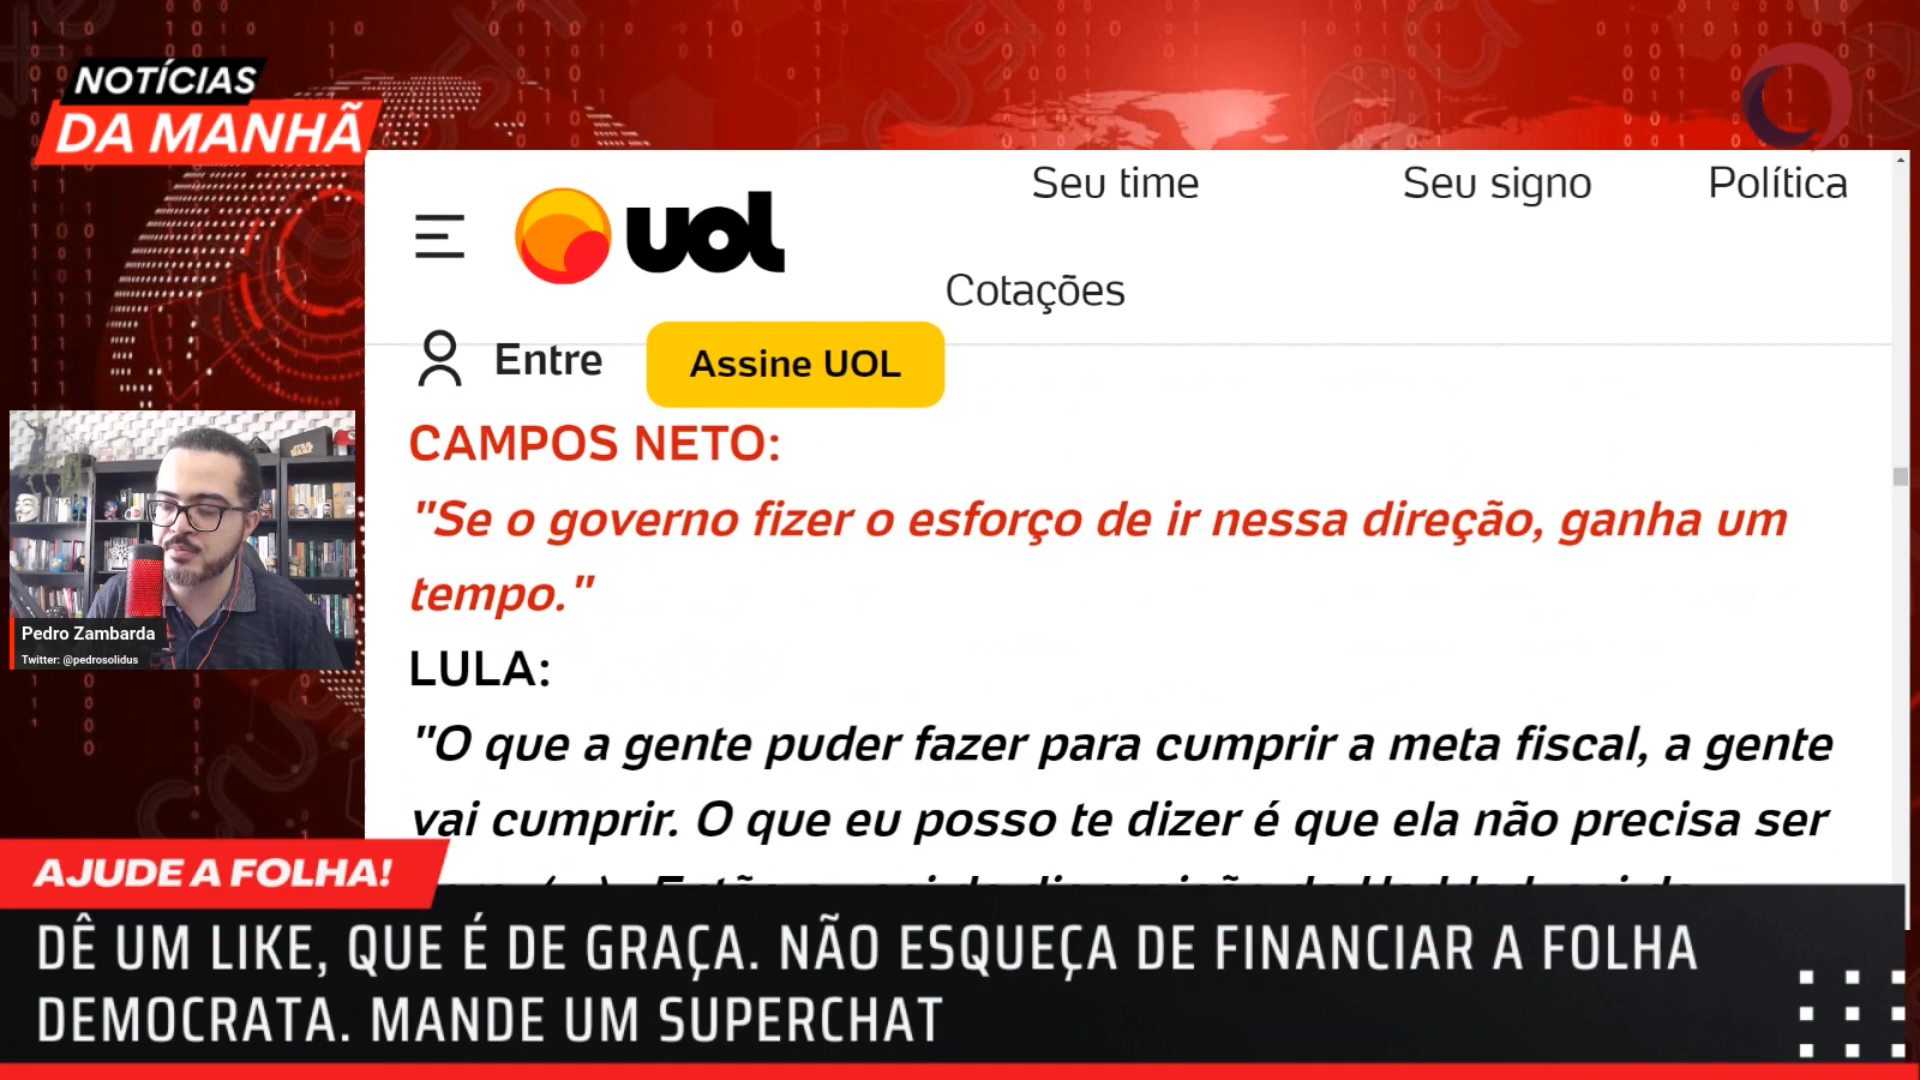 NOTÍCIAS
DA MANHÃ
Seu time
Seu signo
Política
uol
Cotações
Entre
Assine UOL
CAMPOS NETO:
"Se o governo fizer o esforço de ir nessa direção, ganha um
tempo."
LULA:
"O que a gente puder fazer para cumprir a meta fiscal, a gente
vai cumprir. O que eu posso te dizer é que ela não precisa ser
Pedro Zambarda
Twitter: @pedrosolidus
AJUDE A FOLHA!
DÊ UM LIKE, QUE É DE GRAÇA. NÃO ESQUEÇA DE FINANCIAR A FOLHA
DEMOCRATA. MANDE UM SUPERCHAT